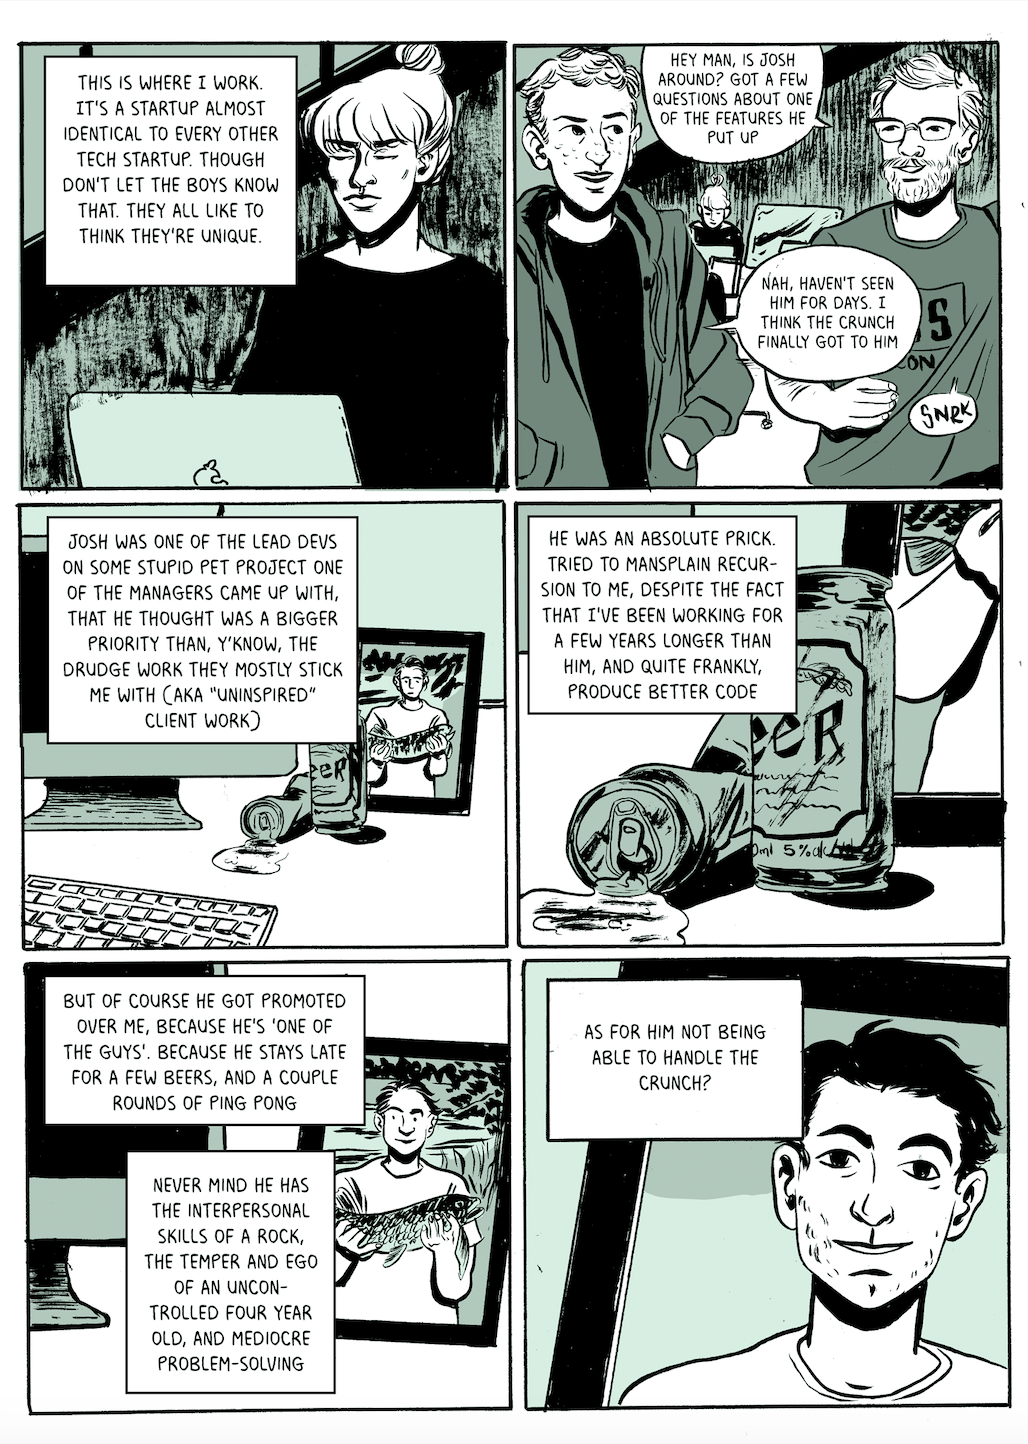 THIS IS WHERE I WORK.
IT'S A STARTUP ALMOST
IDENTICAL TO EVERY OTHER
TECH STARTUP. THOUGH
DON'T LET THE BOYS KNOW
THAT. THEY ALL LIKE TO
THINK THEY'RE UNIQUE.
HEY MAN, IS JOSH
AROUND? GOT A FEW
QUESTIONS ABOUT ONE
OF THE FEATURES HE
PUT UP
NAH, HAVEN'T SEEN
HIM FOR DAYS. I
THINK THE CRUNCH
FINALLY GOT TO HIM
S
CON
SNRK
JOSH WAS ONE OF THE LEAD DEVS
ON SOME STUPID PET PROJECT ONE
OF THE MANAGERS CAME UP WITH,
THAT HE THOUGHT WAS A BIGGER
PRIORITY THAN, Y'KNOW, THE
DRUDGE WORK THEY MOSTLY STICK
ME WITH (AKA "UNINSPIRED"
CLIENT WORK)
eeR
HE WAS AN ABSOLUTE PRICK.
TRIED TO MANSPLAIN RECUR-
SION TO ME, DESPITE THE FACT
THAT I'VE BEEN WORKING FOR
A FEW YEARS LONGER THAN
HIM, AND QUITE FRANKLY,
PRODUCE BETTER CODE
eeR
0ml 5%alc
BUT OF COURSE HE GOT PROMOTED
OVER ME, BECAUSE HE'S 'ONE OF
THE GUYS'. BECAUSE HE STAYS LATE
FOR A FEW BEERS, AND A COUPLE
ROUNDS OF PING PONG
NEVER MIND HE HAS
THE INTERPERSONAL
SKILLS OF A ROCK,
THE TEMPER AND EGO
OF AN UNCON-
TROLLED FOUR YEAR
OLD, AND MEDIOCRE
PROBLEM-SOLVING
AS FOR HIM NOT BEING
ABLE TO HANDLE THE
CRUNCH?